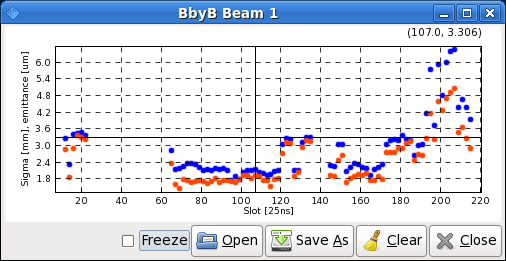 BbyB Beam 1
(107.0, 3.306)
Sigma [mm], emittance [um]
6.0
5.4
4.8
4.2
3.6
3.0
2.4
1.8
20 40 60 80 100 120 140 160 180 200 220
Slot [25ns]
Freeze Open Save As Clear Close